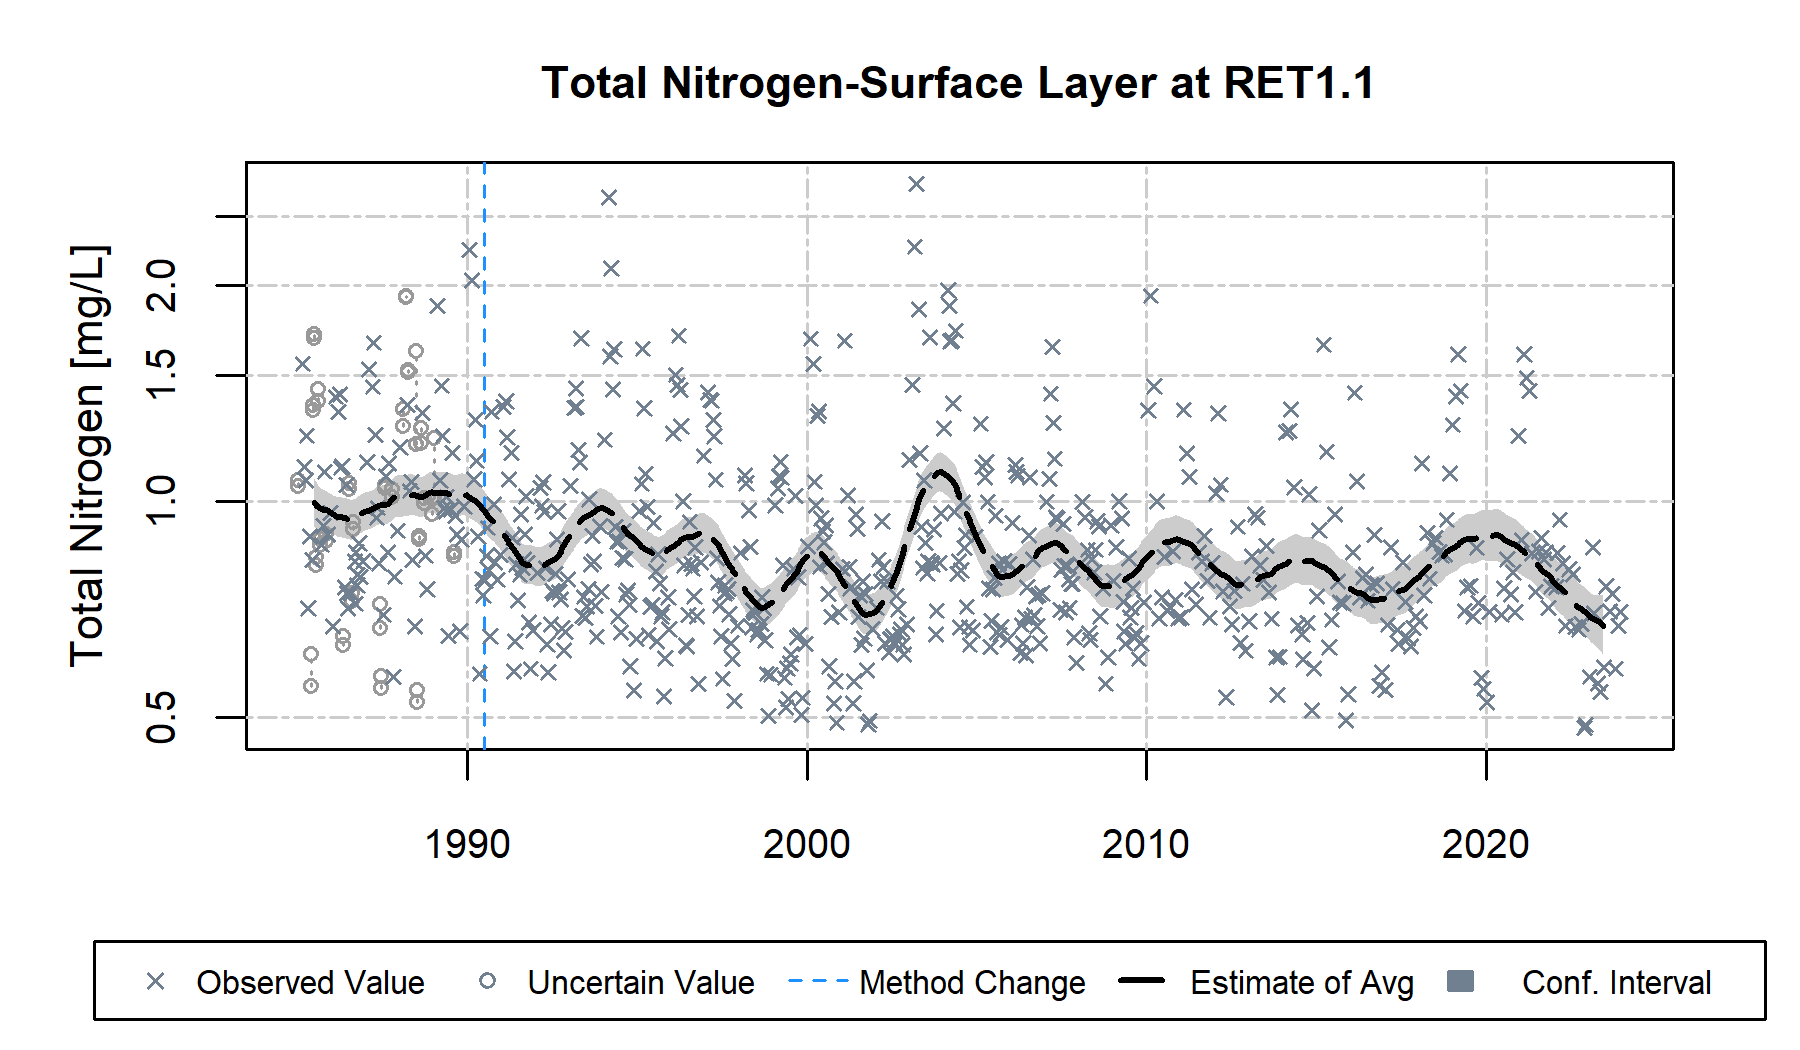 Total Nitrogen-Surface Layer at RET1.1
Total Nitrogen [mg/L]
2.0
1.5
1.0
0.5
1990 2000 2010 2020
Observed Value Uncertain Value Method Change Estimate of Avg Conf. Interval